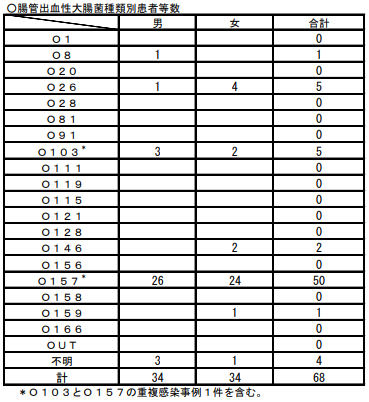 〇腸管出血性大腸菌種類別患者等数
男 女 合計
Ｏ１ 0
Ｏ８ 1 1
Ｏ２０ 0
Ｏ２６ 1 4 5
Ｏ２８ 0
Ｏ８１ 0
Ｏ９１ 0
Ｏ１０３* 3 2 5
Ｏ１１１ 0
Ｏ１１９ 0
Ｏ１１５ 0
Ｏ１２１ 0
Ｏ１２８ 0
Ｏ１４６ 2 2
Ｏ１５６ 0
Ｏ１５７* 26 24 50
Ｏ１５８ 0
Ｏ１５９ 1 1
Ｏ１６６ 0
ＯＵＴ 0
不明 3 1 4
計 34 34 68
＊Ｏ１０３とＯ１５７の重複感染事例１件を含む。